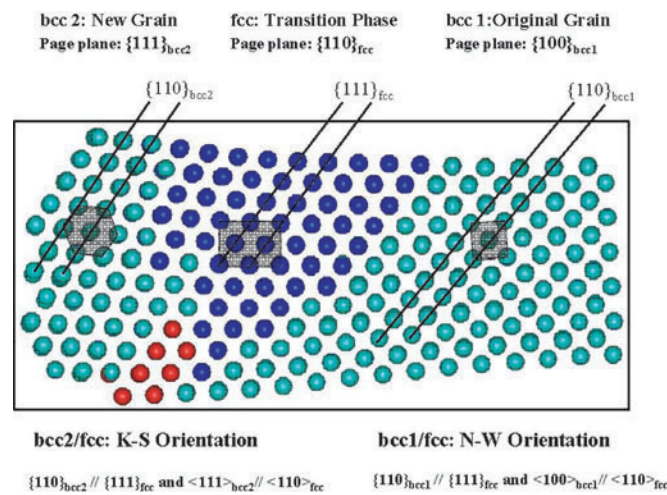 bcc 2: New Grain fcc: Transition Phase bcc 1:Original Grain
Page plane: {111}bcc2 Page plane: {110}fcc Page plane: {100}bcc1
{110}bcc2 {111}fcc {110}bcc1
bcc2/fcc: K-S Orientation bcc1/fcc: N-W Orientation
{110}bcc2 // {111}fcc and <111>bcc2// <110>fcc {110}bcc1 // {111}fcc and <100>bcc1// <110>fcc